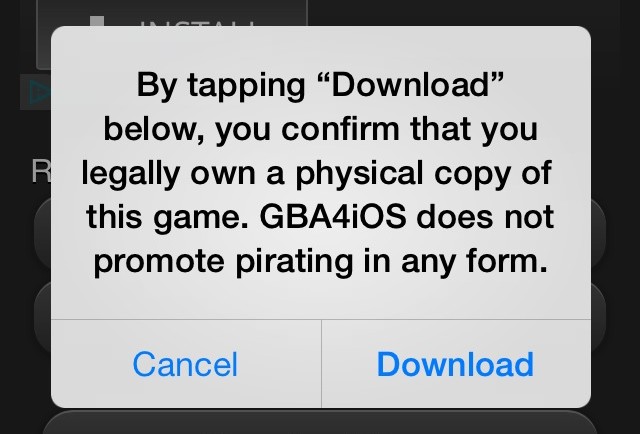 By tapping “Download”
below, you confirm that you
legally own a physical copy of
this game. GBA4iOS does not
promote pirating in any form.
Cancel
Download